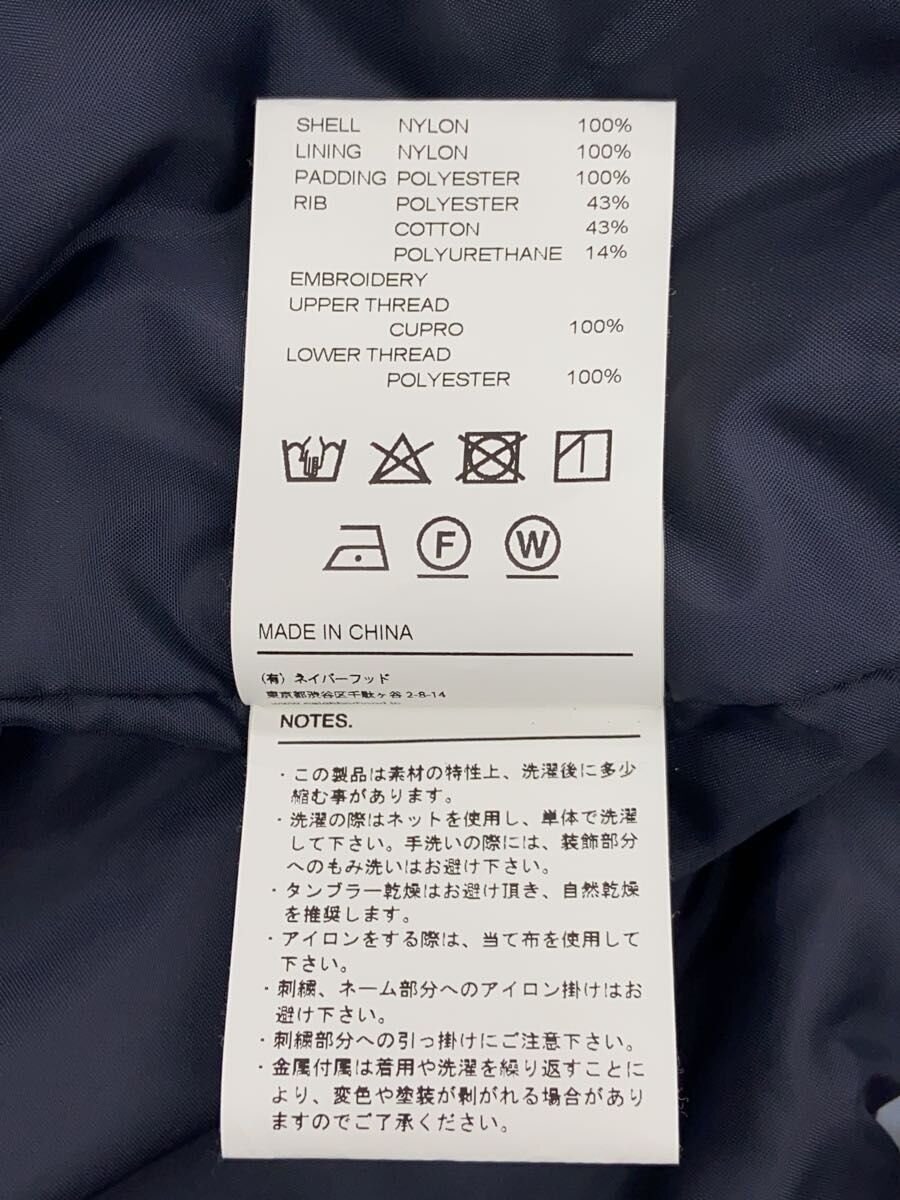 SHELL NYLON 100%
LINING NYLON 100%
PADDING POLYESTER 100%
RIB POLYESTER 43%
COTTON 43%
POLYURETHANE 14%
EMBROIDERY
UPPER THREAD
CUPRO 100%
LOWER THREAD
POLYESTER 100%
F W
MADE IN CHINA
(有) ネイバーフッド
東京都渋谷区千駄ヶ谷 2-8-14
NOTES.
・この製品は素材の特性上、洗濯後に多少
縮む事があります。
・洗濯の際はネットを使用し、単体で洗濯
して下さい。手洗いの際には、装飾部分
へのもみ洗いはお避け下さい。
・タンブラー乾燥はお避け頂き、自然乾燥
を推奨します。
・アイロンをする際は、当て布を使用して
下さい。
・刺繍、ネーム部分へのアイロン掛けはお
避け下さい。
・刺繍部分への引っ掛けにご注意下さい。
・金属付属は着用や洗濯を繰り返すことに
より、変色や塗装が剥がれる場合があり
ますのでご了承ください。